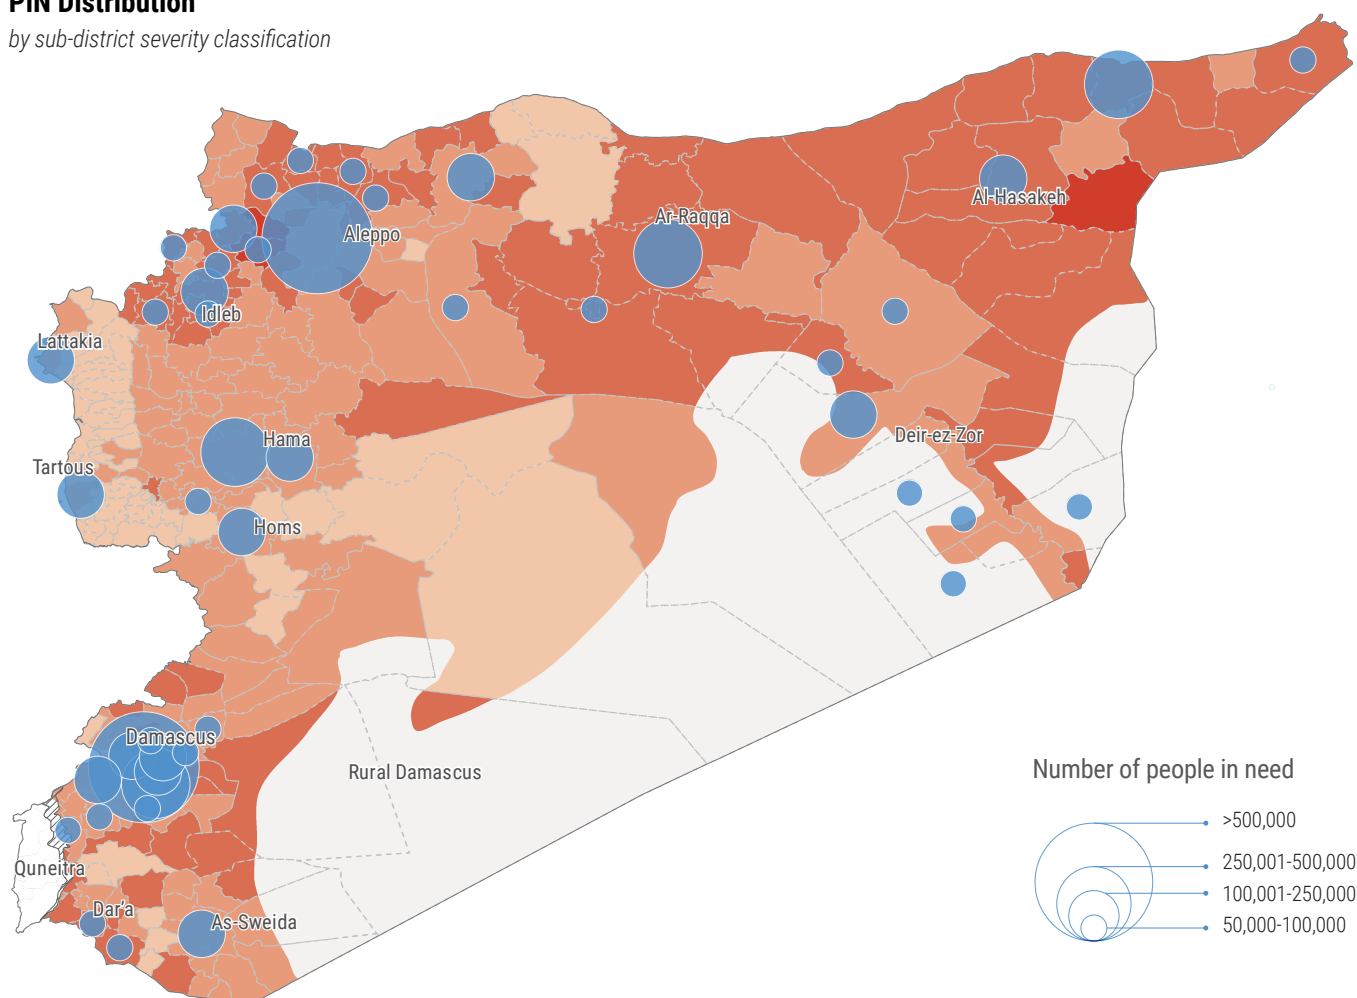 PIN Distribution
by sub-district severity classification
Al-Hasakeh
Ar-Raqqa
Aleppo
Idleb
Lattakia
Hama
Deir-ez-Zor
Tartous
Homs
Damascus
Rural Damascus
Quneitra
Dar'a
As-Sweida
Number of people in need
>500,000
250,001-500,000
100,001-250,000
50,000-100,000